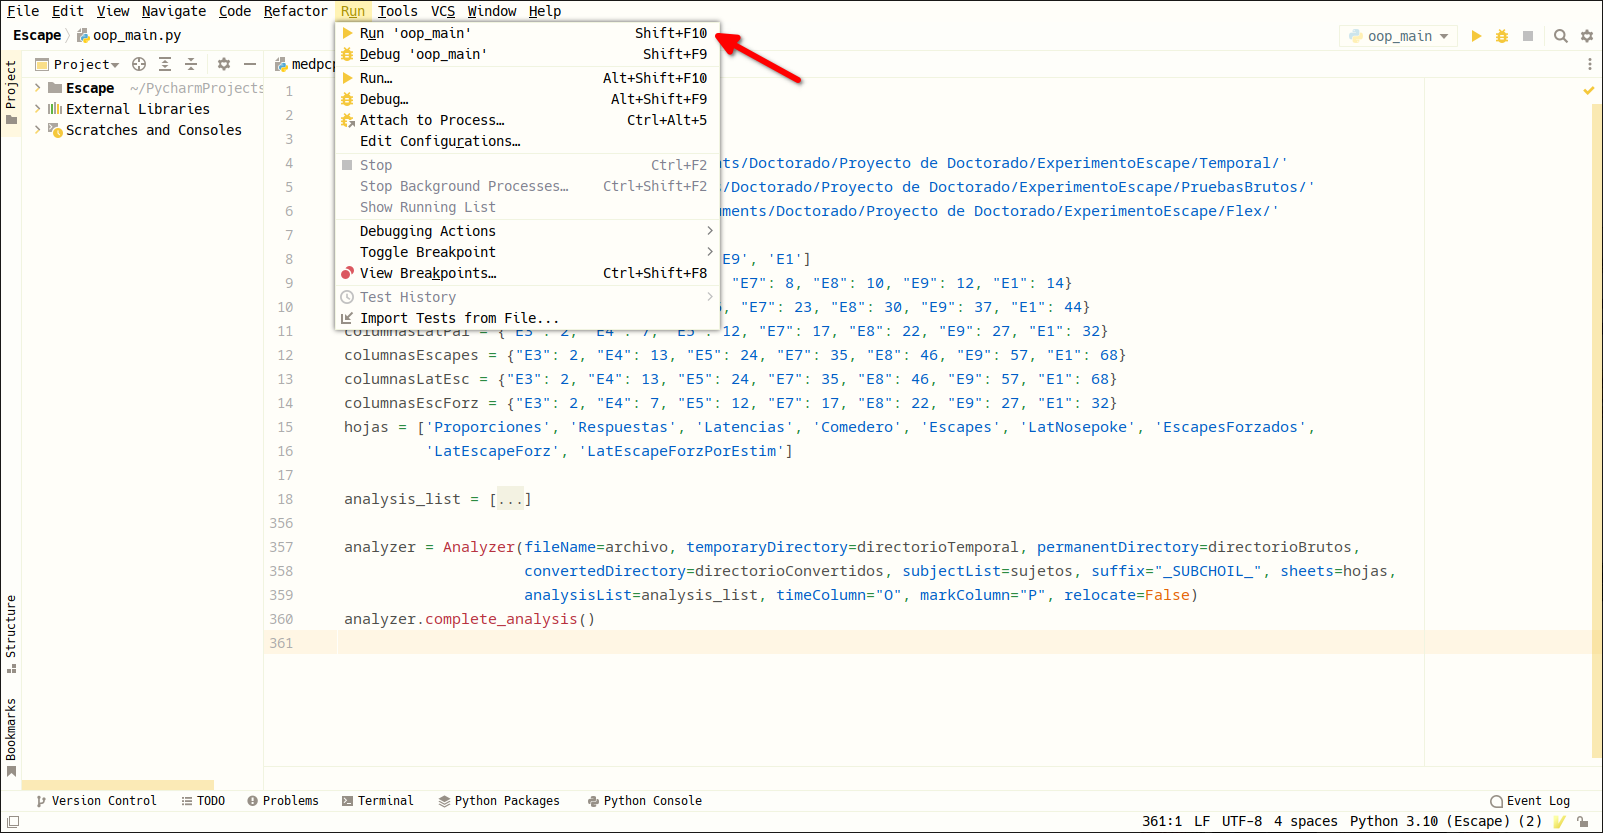 File Edit View Navigate Code Refactor Run Tools VCS Window Help
Escape oop_main.py oop_main
Project medpcp
Run 'oop_main' Shift+F10
Debug 'oop_main' Shift+F9
Run... Alt+Shift+F10
Debug... Alt+Shift+F9
Attach to Process... Ctrl+Alt+5
Edit Configurations...
Stop Ctrl+F2
Stop Background Processes... Ctrl+Shift+F2
Show Running List
Debugging Actions
Toggle Breakpoint
View Breakpoints... Ctrl+Shift+F8
Test History
Import Tests from File...
Project
Escape ~/PycharmProjects
External Libraries
Scratches and Consoles
Structure
Bookmarks
1
2
3
4 nts/Doctorado/Proyecto de Doctorado/ExperimentoEscape/Temporal/'
5 s/Doctorado/Proyecto de Doctorado/ExperimentoEscape/PruebasBrutos/'
6 uments/Doctorado/Proyecto de Doctorado/ExperimentoEscape/Flex/'
7
8 'E9', 'E1']
9 "E7": 8, "E8": 10, "E9": 12, "E1": 14}
10 "E7": 23, "E8": 30, "E9": 37, "E1": 44}
11 columnasLatPal = {"E3": 2, "E4": 7, "E5": 12, "E7": 17, "E8": 22, "E9": 27, "E1": 32}
12 columnasEscapes = {"E3": 2, "E4": 13, "E5": 24, "E7": 35, "E8": 46, "E9": 57, "E1": 68}
13 columnasLatEsc = {"E3": 2, "E4": 13, "E5": 24, "E7": 35, "E8": 46, "E9": 57, "E1": 68}
14 columnasEscForz = {"E3": 2, "E4": 7, "E5": 12, "E7": 17, "E8": 22, "E9": 27, "E1": 32}
15 hojas = ['Proporciones', 'Respuestas', 'Latencias', 'Comedero', 'Escapes', 'LatNosepoke', 'EscapesForzados',
16 'LatEscapeForz', 'LatEscapeForzPorEstim']
17
18 analysis_list = [...]
356
357 analyzer = Analyzer(fileName=archivo, temporaryDirectory=directorioTemporal, permanentDirectory=directorioBrutos,
358 convertedDirectory=directorioConvertidos, subjectList=sujetos, suffix="_SUBCHOIL_", sheets=hojas,
359 analysisList=analysis_list, timeColumn="O", markColumn="P", relocate=False)
360 analyzer.complete_analysis()
361
Version Control TODO Problems Terminal Python Packages Python Console Event Log
361:1 LF UTF-8 4 spaces Python 3.10 (Escape) (2)